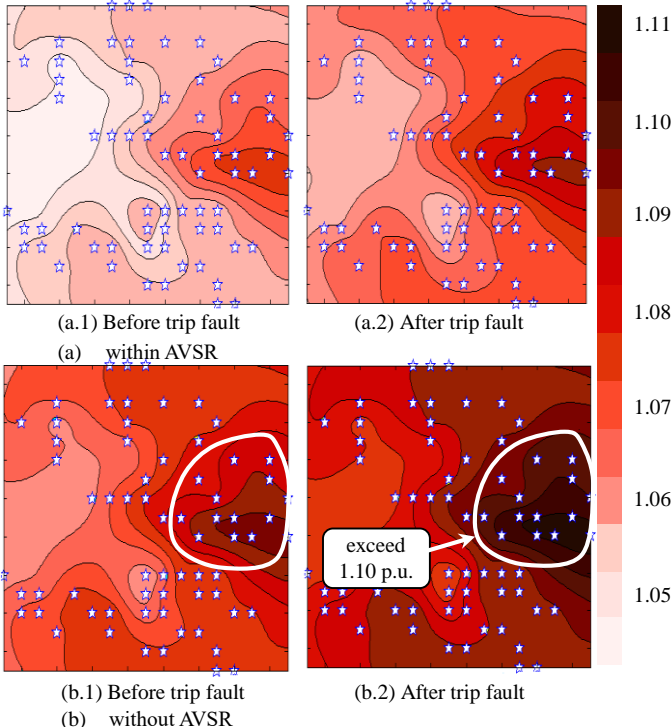 1.11
1.10
1.09
1.08
1.07
1.06
1.05
(a.1) Before trip fault
(a.2) After trip fault
(a) within AVSR
exceed
1.10 p.u.
(b.1) Before trip fault
(b.2) After trip fault
(b) without AVSR